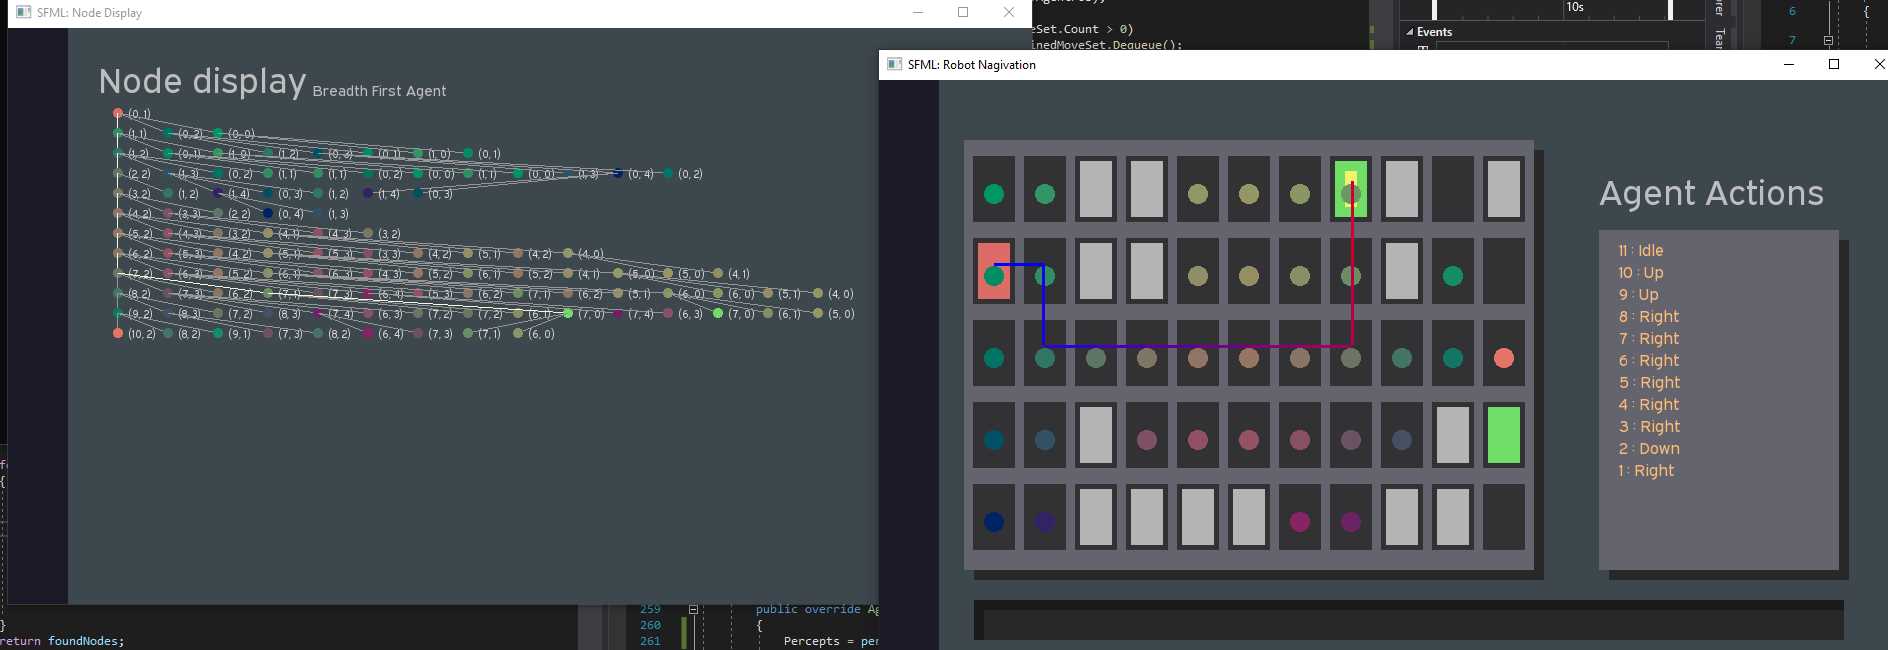 SFML: Node Display
Node display Breadth First Agent
(0, 1)
(1, 1) (0, 2) (0, 0)
(1, 2) (0, 1) (1, 0) (1, 2) (0, 3) (0, 1) (1, 0) (0, 1)
(2, 2) (1, 3) (0, 2) (1, 1) (1, 1) (0, 2) (0, 0) (1, 1) (0, 0) (1, 3) (0, 4) (0, 2)
(3, 2) (1, 2) (1, 4) (0, 3) (1, 2) (1, 4) (0, 3)
(4, 2) (3, 3) (2, 2) (0, 4) (1, 3)
(5, 2) (4, 3) (3, 2) (4, 1) (4, 3) (3, 2)
(6, 2) (5, 3) (4, 2) (5, 1) (5, 3) (3, 3) (4, 2) (5, 1) (4, 2) (4, 0)
(7, 2) (6, 3) (5, 2) (6, 1) (6, 3) (4, 3) (5, 2) (6, 1) (5, 2) (4, 1) (5, 0) (5, 0) (4, 1)
(8, 2) (7, 3) (6, 2) (7, 1) (7, 3) (6, 4) (5, 3) (6, 2) (7, 1) (6, 2) (5, 1) (6, 0) (6, 0) (5, 1) (4, 0)
(9, 2) (8, 3) (7, 2) (8, 3) (7, 4) (6, 3) (7, 2) (7, 2) (6, 1) (7, 0) (7, 4) (6, 3) (7, 0) (6, 1) (5, 0)
(10, 2) (8, 2) (9, 1) (7, 3) (8, 2) (6, 4) (7, 3) (7, 1) (6, 0)
}
return foundNodes;
259
260
261
public override
{
Percepts =
.Count > 0)
.Dequeue();
10s
Events
6
{
7
SFML: Robot Nagivation
Agent Actions
11 : Idle
10 : Up
9 : Up
8 : Right
7 : Right
6 : Right
5 : Right
4 : Right
3 : Right
2 : Down
1 : Right